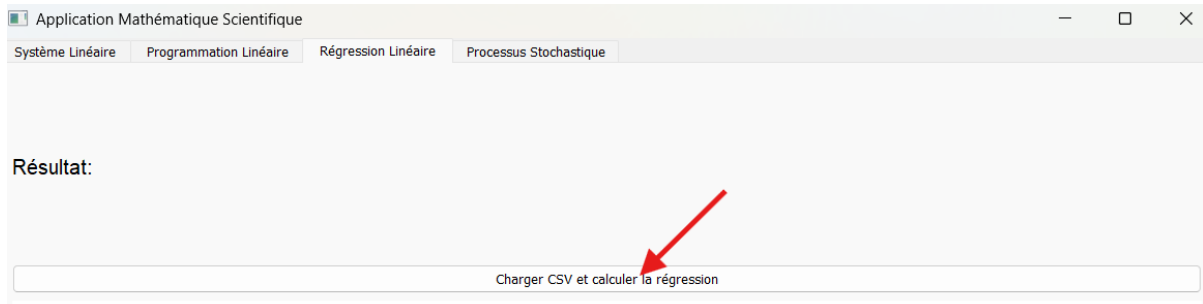 Application Mathématique Scientifique
Système Linéaire Programmation Linéaire Régression Linéaire Processus Stochastique
Résultat:
Charger CSV et calculer la régression